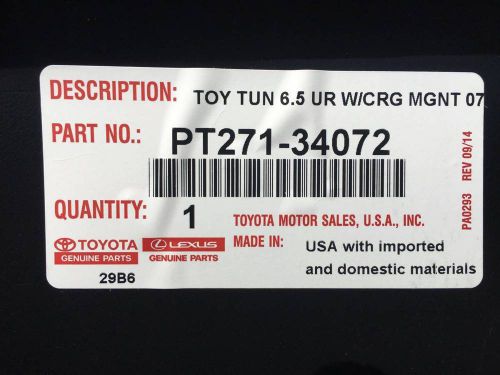 DESCRIPTION: TOY TUN 6.5 UR W/CRG MGNT 07
PART NO.: PT271-34072
QUANTITY: 1
TOYOTA MOTOR SALES, U.S.A., INC.
TOYOTA
GENUINE PARTS
LEXUS
GENUINE PARTS
MADE IN: USA with imported
and domestic materials
29B6
PA0293 REV 09/14